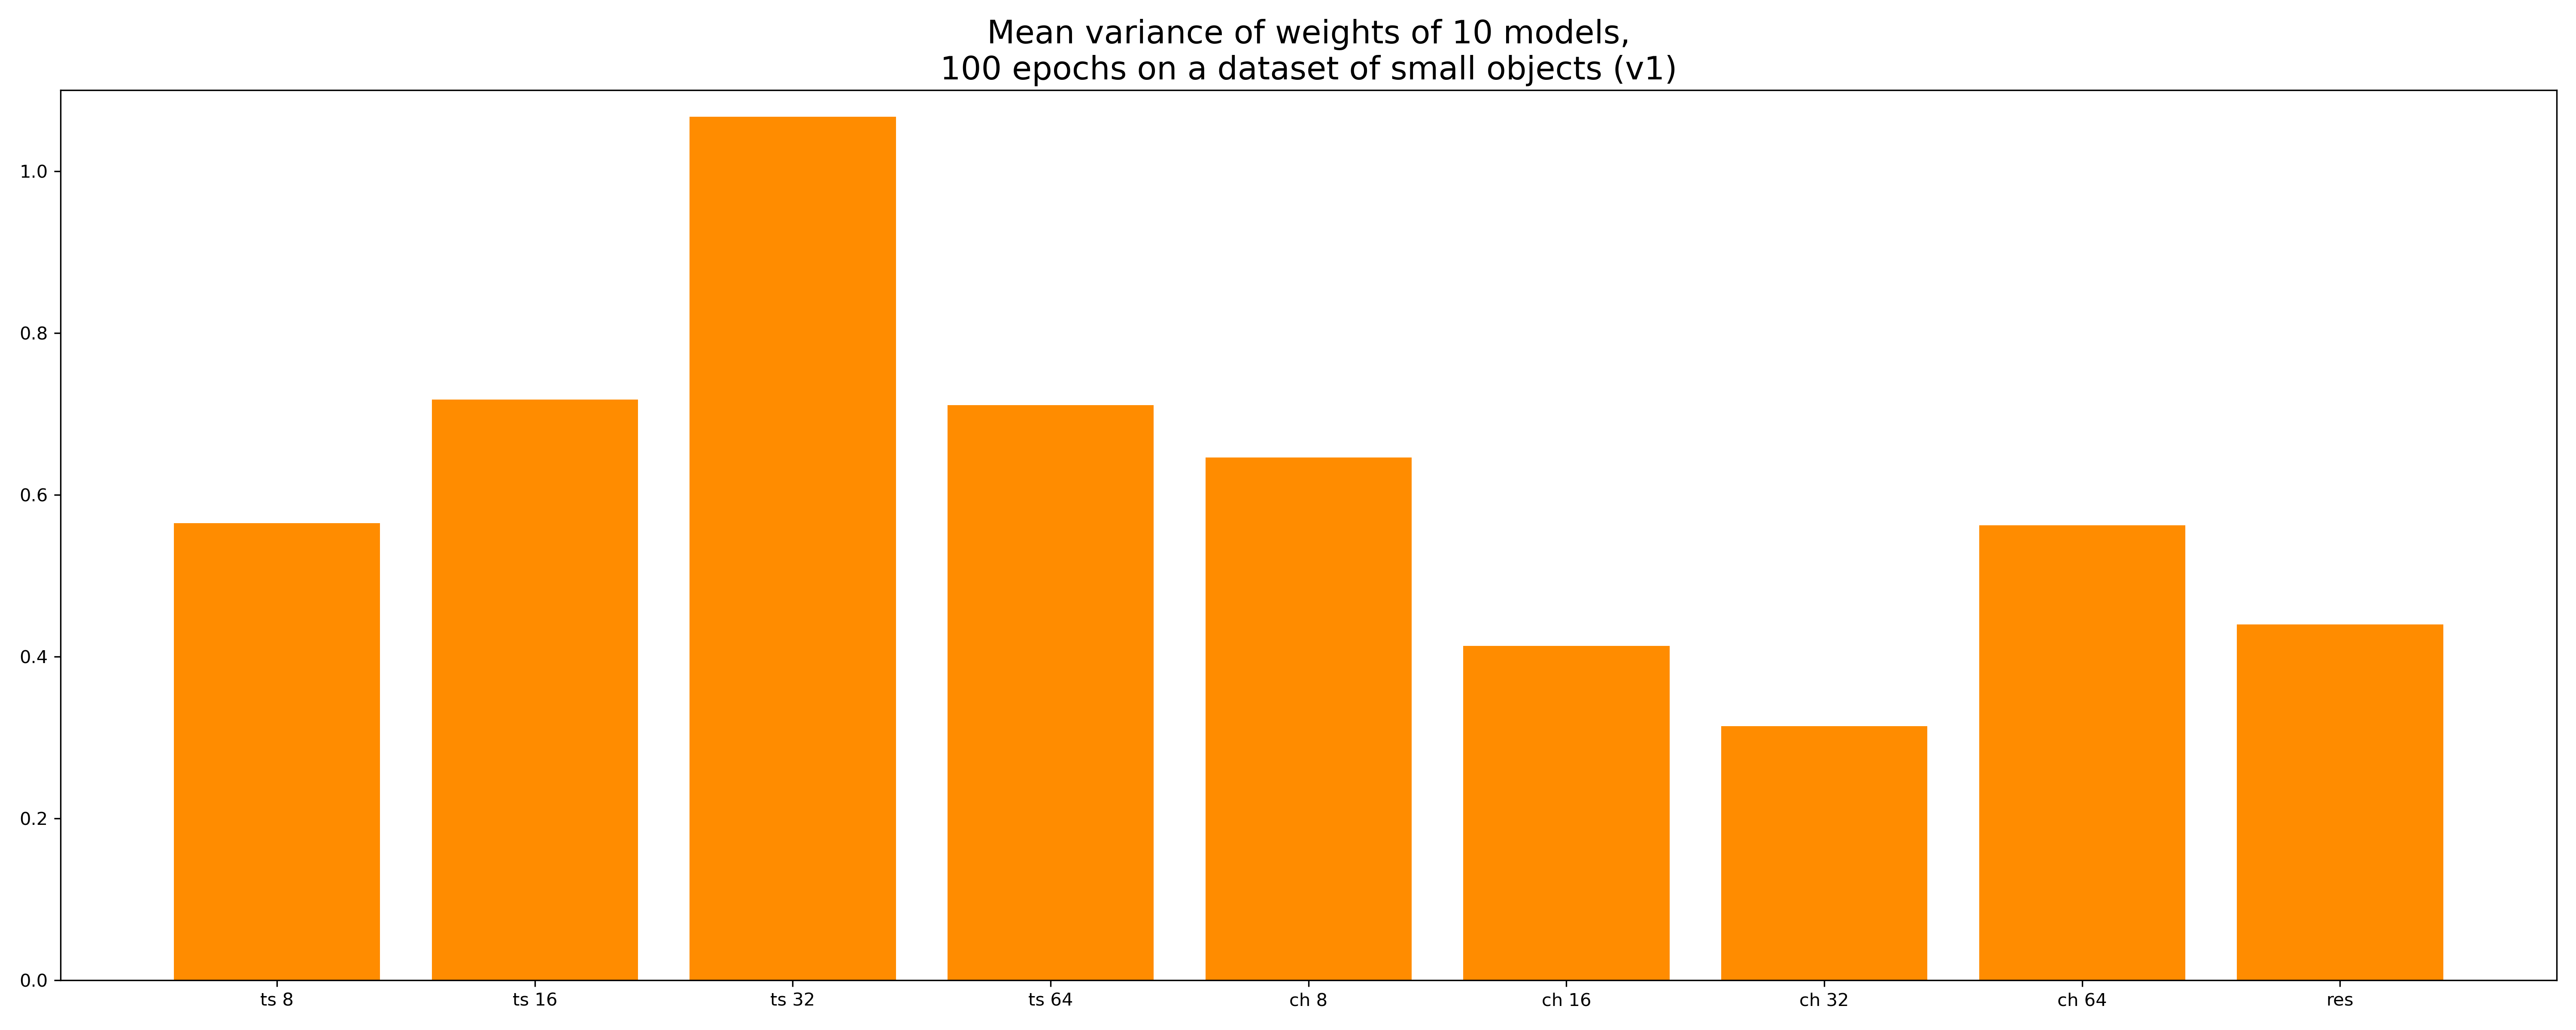 Mean variance of weights of 10 models,
100 epochs on a dataset of small objects (v1)
1.0
0.8
0.6
0.4
0.2
0.0
ts 8
ts 16
ts 32
ts 64
ch 8
ch 16
ch 32
ch 64
res